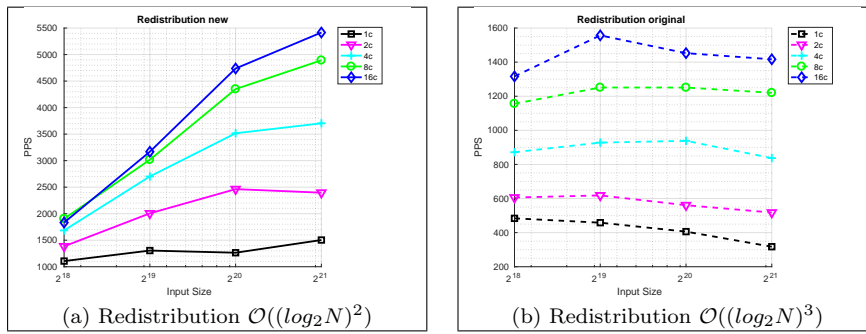 Redistribution new
5500
5000
4500
4000
3500
3000
2500
2000
1500
1000
PPS
2^18 2^19 2^20 2^21
Input Size
1c
2c
4c
8c
16c
(a) Redistribution O((log₂N)²)
Redistribution original
1600
1400
1200
1000
800
600
400
200
PPS
2^18 2^19 2^20 2^21
Input Size
1c
2c
4c
8c
16c
(b) Redistribution O((log₂N)³)